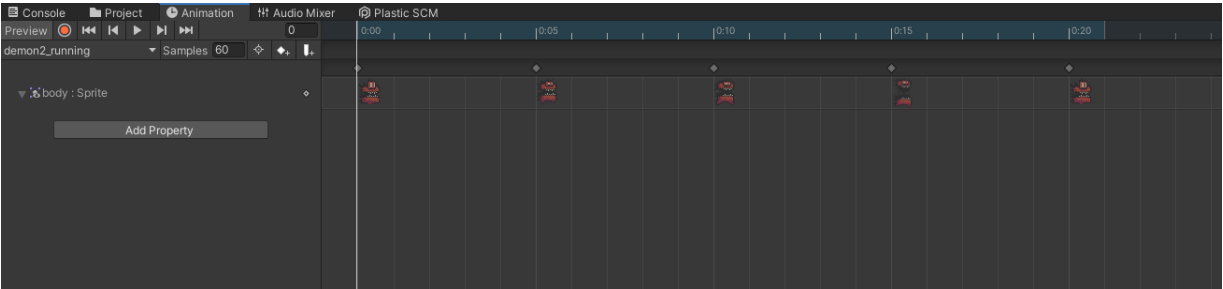 Console Project Animation Audio Mixer Plastic SCM
Preview 0 0:00 0:05 0:10 0:15 0:20
demon2_running Samples 60
body : Sprite
Add Property